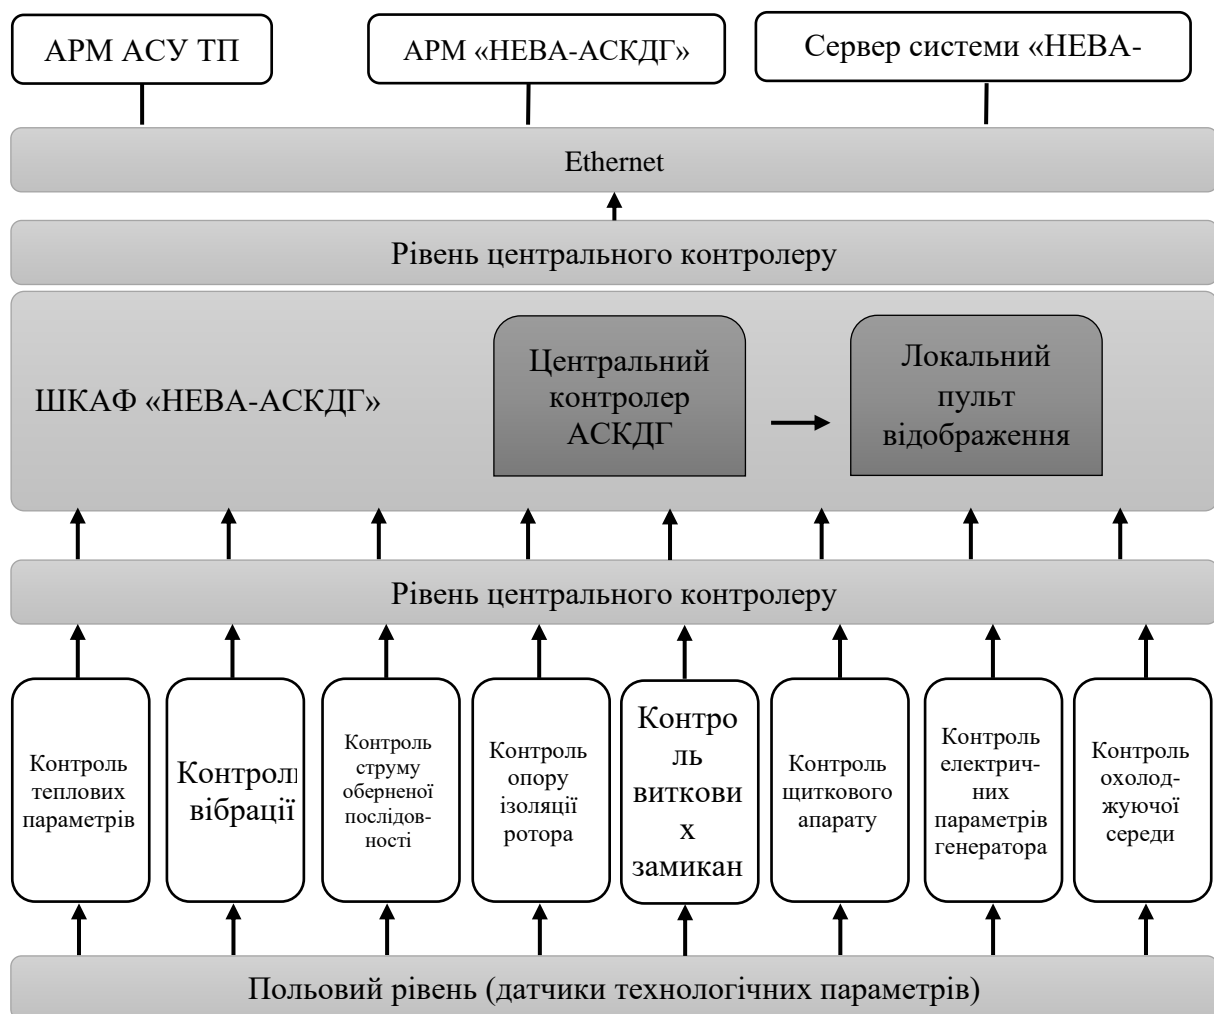 АРМ АСУ ТП
АРМ «НЕВА-АСКДГ»
Сервер системи «НЕВА-
Ethernet
Рівень центрального контролеру
ШКАФ «НЕВА-АСКДГ»
Центральний
контролер
АСКДГ
Локальний
пульт
відображення
Рівень центрального контролеру
Контроль
теплових
параметрів
Контроль
вібрації
Контроль
струму
оберненої
послідов-
ності
Контроль
опору
ізоляції
ротора
Контро
ль
виткови
х
замикан
Контроль
щиткового
апарату
Контроль
електрич-
них
параметрів
генератора
Контроль
охолод-
жуючої
середи
Польовий рівень (датчики технологічних параметрів)